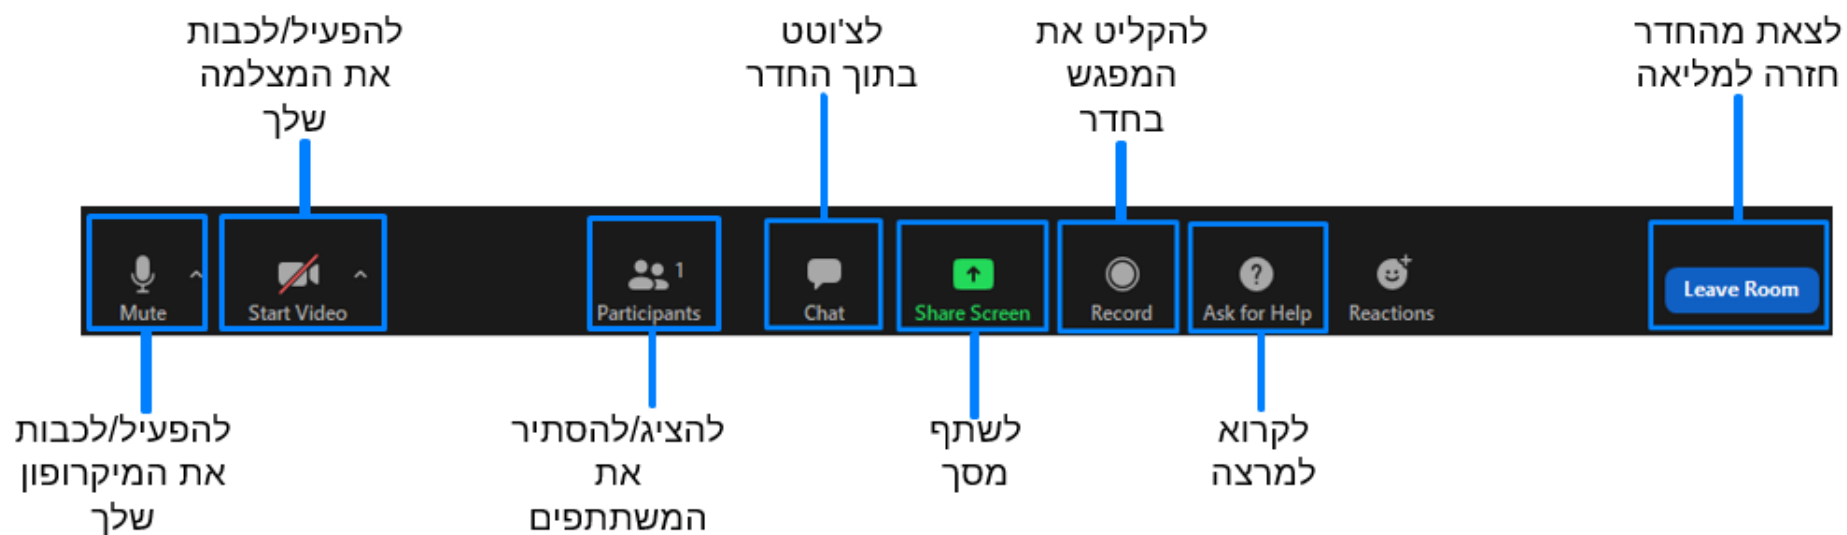 להפעיל/לכבות
את המצלמה
שלך
לצ'וטט
בתוך החדר
להקליט את
המפגש
בחדר
לצאת מהחדר
חזרה למליאה
Mute
Start Video
1
Participants
Chat
Share Screen
Record
Ask for Help
Reactions
Leave Room
להפעיל/לכבות
את המיקרופון
שלך
להציג/להסתיר
את
המשתתפים
לשתף
מסך
לקרוא
למרצה